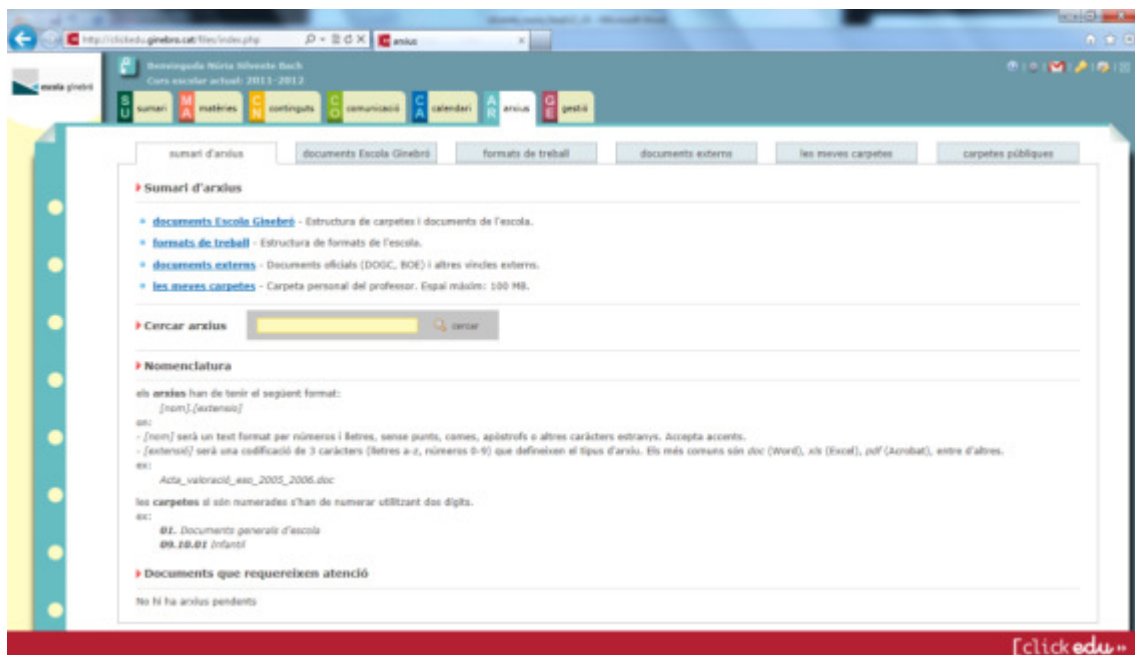 http://clickedu.ginebro.cat/files/index.php
arxius
escola ginebró
Benvinguda Núria Silvente Bach
Curs escolar actual: 2011-2012
SU sumari MA matèries CN continguts CO comunicació CA calendari AR arxius GE gestió
sumari d'arxius documents Escola Ginebró formats de treball documents externs les meves carpetes carpetes públiques
Sumari d'arxius
documents Escola Ginebró - Estructura de carpetes i documents de l'escola.
formats de treball - Estructura de formats de l'escola.
documents externs - Documents oficials (DOGC, BOE) i altres vincles externs.
les meves carpetes - Carpeta personal del professor. Espai màxim: 100 MB.
Cercar arxius cercar
Nomenclatura
els arxius han de tenir el següent format:
[nom].[extensio]
on:
- [nom] serà un text format per números i lletres, sense punts, comes, apòstrofs o altres caràcters estranys. Accepta accents.
- [extensió] serà una codificació de 3 caràcters (lletres a-z, números 0-9) que defineixen el tipus d'arxiu. Els més comuns són doc (Word), xls (Excel), pdf (Acrobat), entre d'altres.
ex:
Acta_valoració_eso_2005_2006.doc
les carpetes si són numerades s'han de numerar utilitzant dos dígits.
ex:
01. Documents generals d'escola
09.10.01 Infantil
Documents que requereixen atenció
No hi ha arxius pendents
clickedu